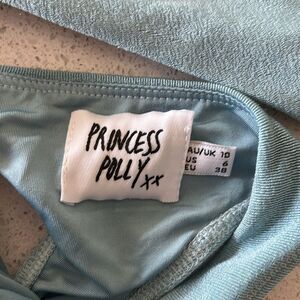 PRINCESS
POLLY xx
AU/UK 10
US 6
EU 38